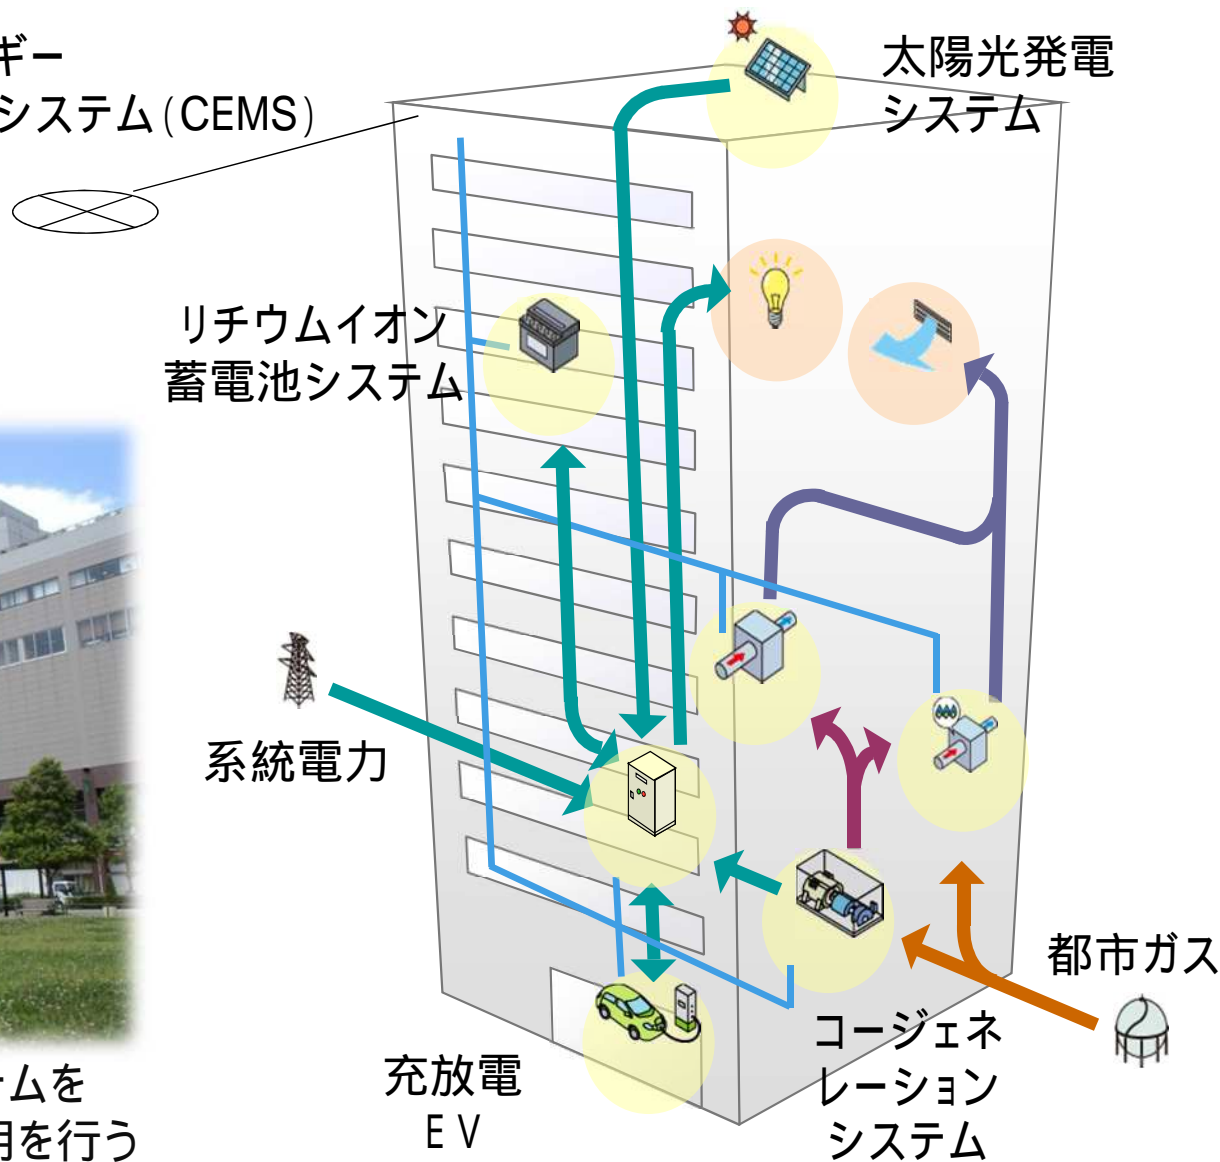 ギー
システム(CEMS)
太陽光発電
システム
リチウムイオン
蓄電池システム
系統電力
都市ガス
コージェネ
レーション
システム
充放電
EV
テムを
用を行う